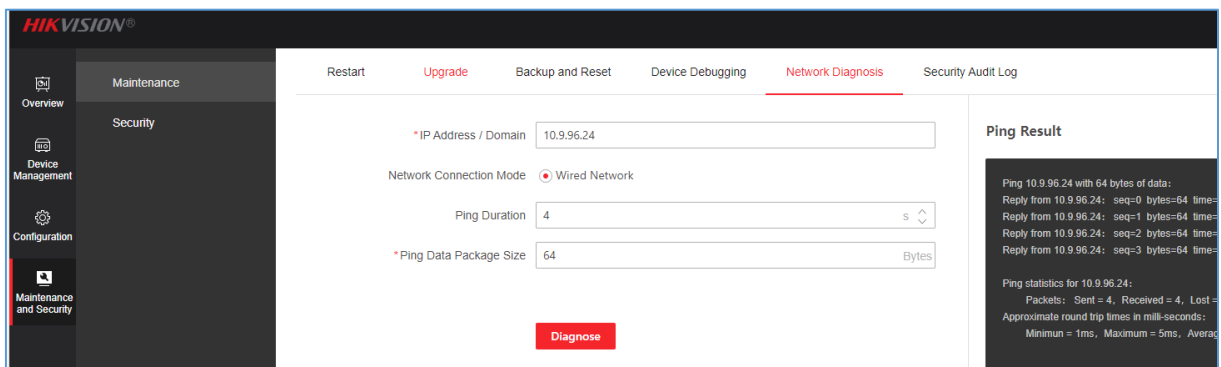 HIKVISION®
Overview
Device
Management
Configuration
Maintenance
and Security
Maintenance
Security
Restart Upgrade Backup and Reset Device Debugging Network Diagnosis Security Audit Log
*IP Address / Domain 10.9.96.24
Network Connection Mode Wired Network
Ping Duration 4 s
*Ping Data Package Size 64 Bytes
Diagnose
Ping Result
Ping 10.9.96.24 with 64 bytes of data:
Reply from 10.9.96.24: seq=0 bytes=64 time=
Reply from 10.9.96.24: seq=1 bytes=64 time=
Reply from 10.9.96.24: seq=2 bytes=64 time=
Reply from 10.9.96.24: seq=3 bytes=64 time=
Ping statistics for 10.9.96.24:
Packets: Sent = 4, Received = 4, Lost =
Approximate round trip times in milli-seconds:
Minimun = 1ms, Maximum = 5ms, Averag